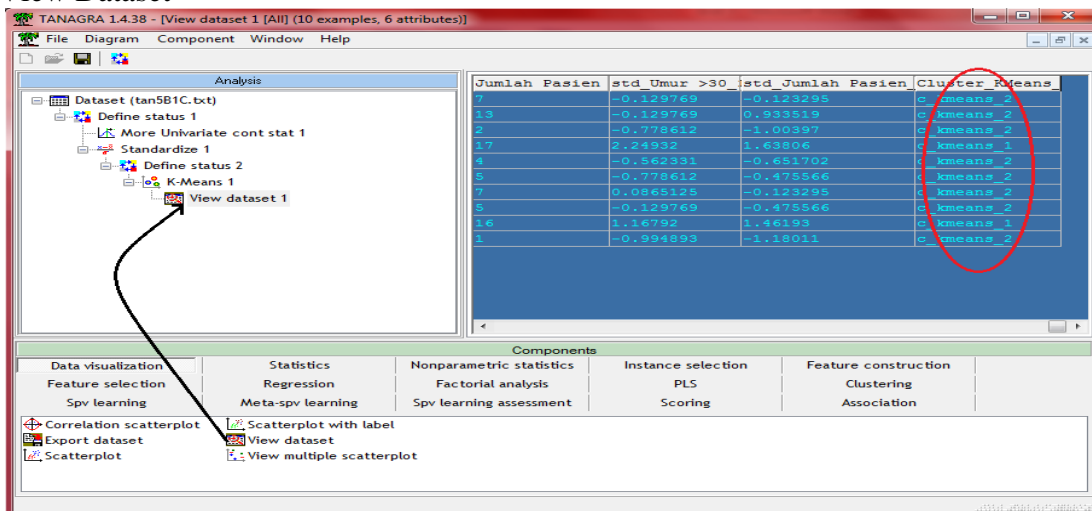 View Dataset
TANAGRA 1.4.38 - [View dataset 1 [All] (10 examples, 6 attributes)]
File Diagram Component Window Help
Analysis
Dataset (tan5B1C.txt)
Define status 1
More Univariate cont stat 1
Standardize 1
Define status 2
K-Means 1
View dataset 1
Jumlah Pasien std_Umur >30_ std_Jumlah Pasien Cluster_KMeans_
7 -0.129769 -0.123295 c_kmeans_2
13 -0.129769 0.933519 c_kmeans_2
2 -0.778612 -1.00397 c_kmeans_2
17 2.24932 1.63806 c_kmeans_1
4 -0.562331 -0.651702 c_kmeans_2
5 -0.778612 -0.475566 c_kmeans_2
7 0.0865125 -0.123295 c_kmeans_2
5 -0.129769 -0.475566 c_kmeans_2
16 1.16792 1.46193 c_kmeans_1
1 -0.994893 -1.18011 c_kmeans_2
Components
Data visualization Statistics Nonparametric statistics Instance selection Feature construction
Feature selection Regression Factorial analysis PLS Clustering
Spv learning Meta-spv learning Spv learning assessment Scoring Association
Correlation scatterplot Scatterplot with label
Export dataset View dataset
Scatterplot View multiple scatterplot